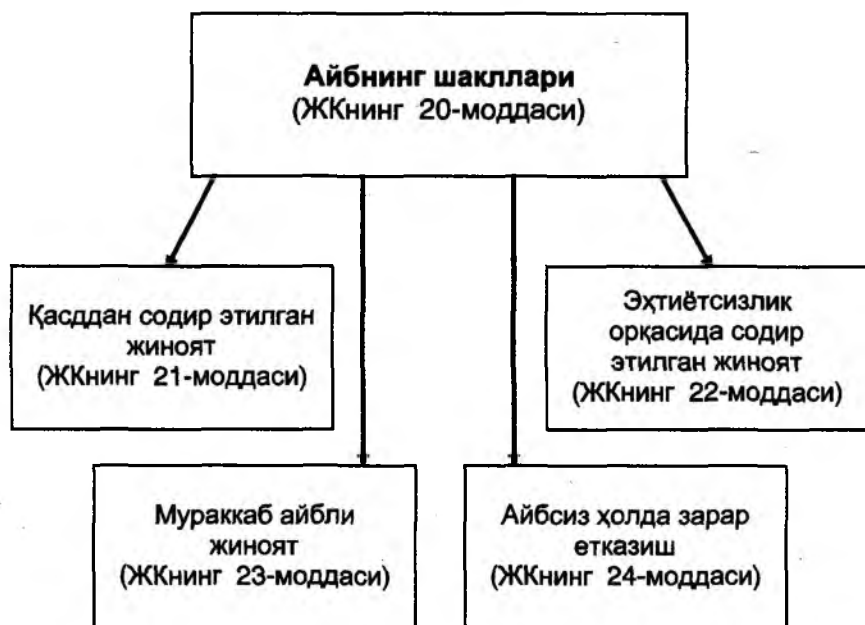 Айбнинг шакллари
(ЖКнинг 20-моддаси)
Қасддан содир этилган
жиноят
(ЖКнинг 21-моддаси)
Эҳтиётсизлик
орқасида содир
этилган жиноят
(ЖКнинг 22-моддаси)
Мураккаб айбли
жиноят
(ЖКнинг 23-моддаси)
Айбсиз ҳолда зарар
етказиш
(ЖКнинг 24-моддаси)